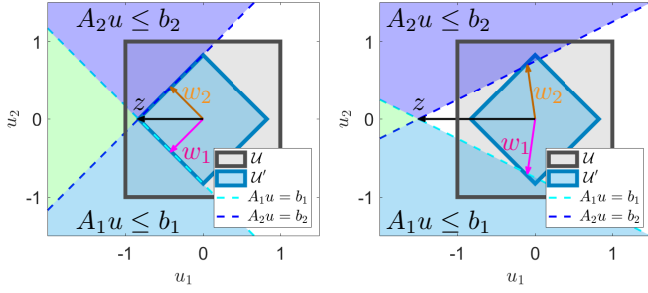 A₂u ≤ b₂
1
z
w₂
u₂
0
w₁
𝒰
𝒰′
A₁u = b₁
A₂u = b₂
-1
A₁u ≤ b₁
-1
0
1
u₁
A₂u ≤ b₂
1
z
w₂
u₂
0
w₁
𝒰
𝒰′
A₁u = b₁
A₂u = b₂
-1
A₁u ≤ b₁
-1
0
1
u₁